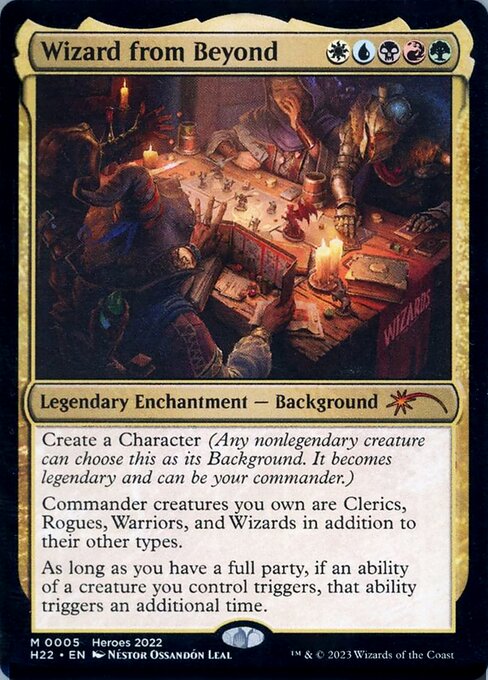 Wizard from Beyond
WIZARDS
Legendary Enchantment — Background
Create a Character (Any nonlegendary creature
can choose this as its Background. It becomes
legendary and can be your commander.)
Commander creatures you own are Clerics,
Rogues, Warriors, and Wizards in addition to
their other types.
As long as you have a full party, if an ability
of a creature you control triggers, that ability
triggers an additional time.
M 0005 Heroes 2022
H22 • EN Néstor Ossandón Leal
™ & © 2023 Wizards of the Coast